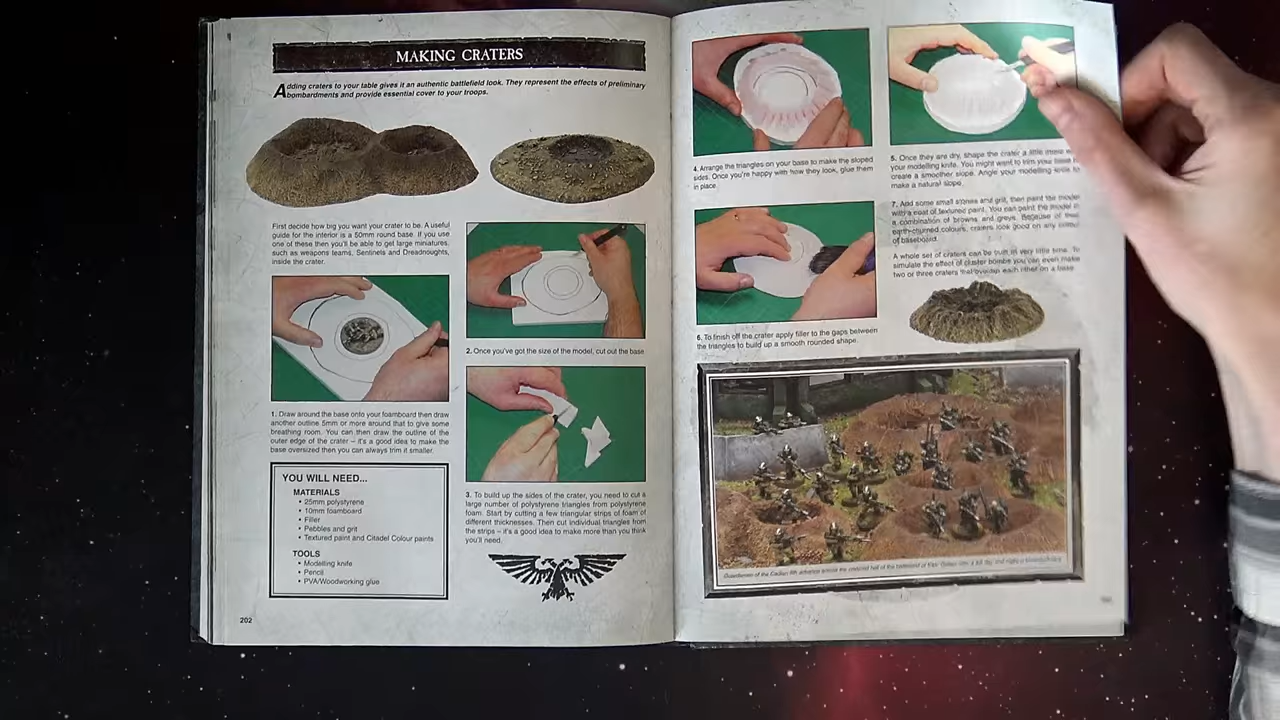 MAKING CRATERS
Adding craters to your table gives it an authentic battlefield look. They represent the effects of preliminary
bombardments and provide essential cover to your troops.
First decide how big you want your crater to be. A useful
guide for the interior is a 50mm round base. If you use
one of these then you'll be able to get large miniatures,
such as weapons teams, Sentinels and Dreadnoughts,
inside the crater.
1. Draw around the base onto your foamboard then draw
another outline 5mm or more around that to give some
breathing room. You can then draw the outline of the
outer edge of the crater – it's a good idea to make the
base oversized then you can always trim it smaller.
YOU WILL NEED...
MATERIALS
• 25mm polystyrene
• 10mm foamboard
• Filler
• Pebbles and grit
• Textured paint and Citadel Colour paints
TOOLS
• Modelling knife
• Pencil
• PVA/Woodworking glue
202
2. Once you've got the size of the model, cut out the base
3. To build up the sides of the crater, you need to cut a
large number of polystyrene triangles from polystyrene
foam. Start by cutting a few triangular strips of foam of
different thicknesses. Then cut individual triangles from
the strips – it's a good idea to make more than you think
you'll need.
4. Arrange the triangles on your base to make the sloped
sides. Once you're happy with how they look, glue them
in place.
6. To finish off the crater apply filler to the gaps between
the triangles to build up a smooth rounded shape.
5. Once they are dry, shape the crater a little more
your modelling knife. You might want to trim your base
create a smoother slope. Angle your modelling knife to
make a natural slope.
7. Add some small stones and grit, then paint the model
with a coat of textured paint. You can paint the model in
a combination of browns and greys. Because of their
earth-churned colours, craters look good on any colour
of baseboard.
A whole set of craters can be built in very little time. To
simulate the effect of cluster bombs you can even make
two or three craters that overlap each other on a base.
Guardsmen of the Cadian 8th advance across the